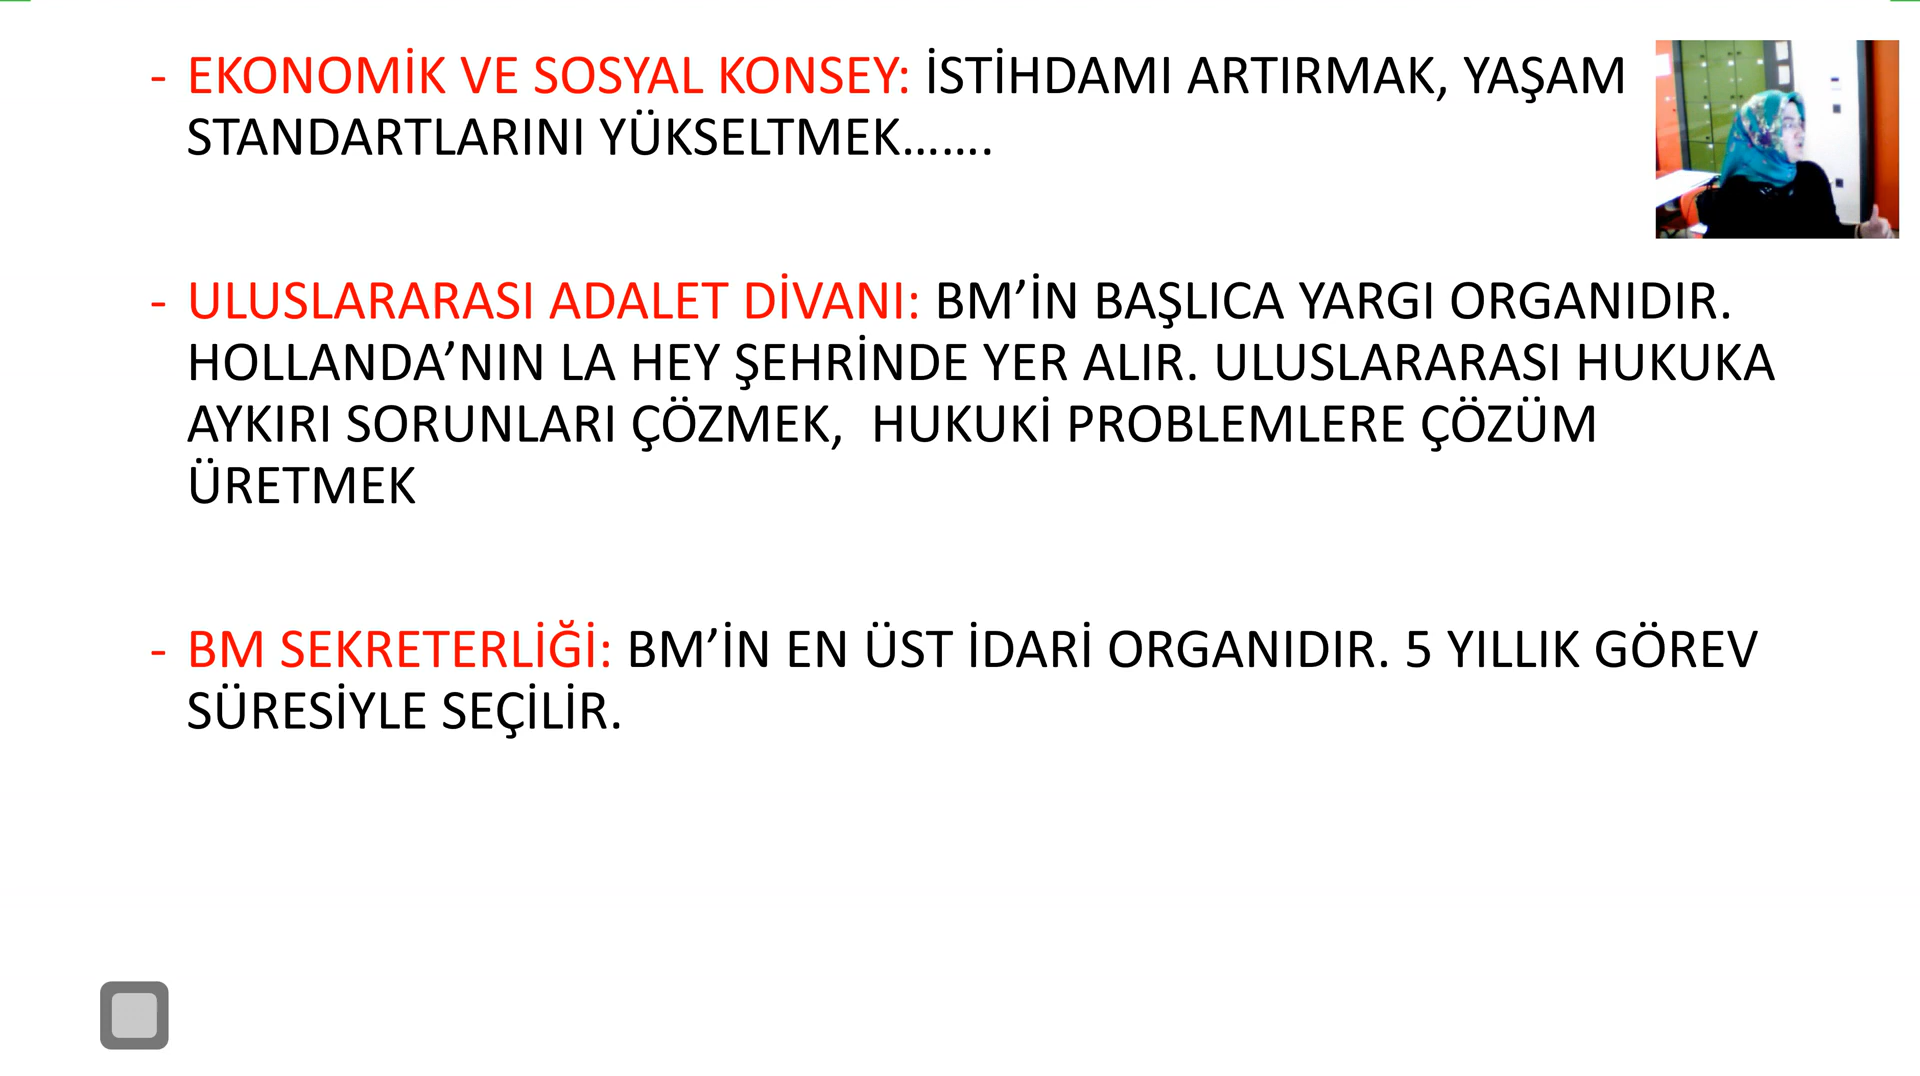 - EKONOMİK VE SOSYAL KONSEY: İSTİHDAMI ARTIRMAK, YAŞAM
STANDARTLARINI YÜKSELTMEK…….
- ULUSLARARASI ADALET DİVANI: BM’İN BAŞLICA YARGI ORGANIDIR.
HOLLANDA’NIN LA HEY ŞEHRİNDE YER ALIR. ULUSLARARASI HUKUKA
AYKIRI SORUNLARI ÇÖZMEK,  HUKUKİ PROBLEMLERE ÇÖZÜM
ÜRETMEK
- BM SEKRETERLİĞİ: BM’İN EN ÜST İDARİ ORGANIDIR. 5 YILLIK GÖREV
SÜRESİYLE SEÇİLİR.